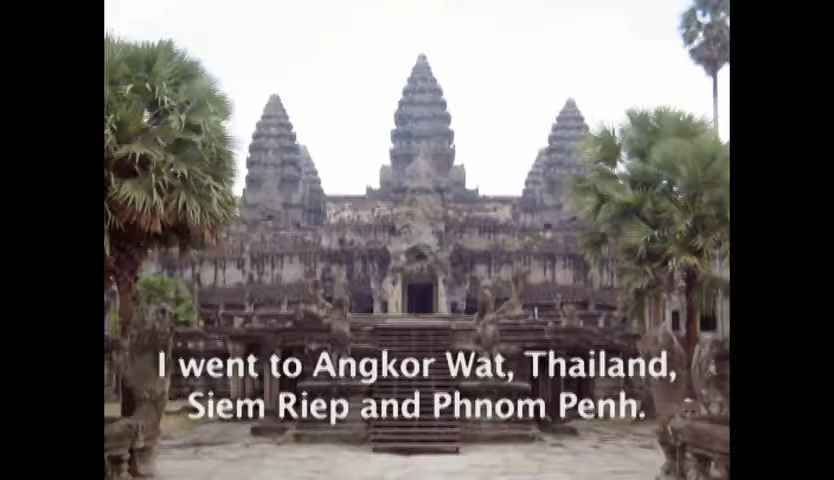 I went to Angkor Wat, Thailand,
Siem Riep and Phnom Penh.